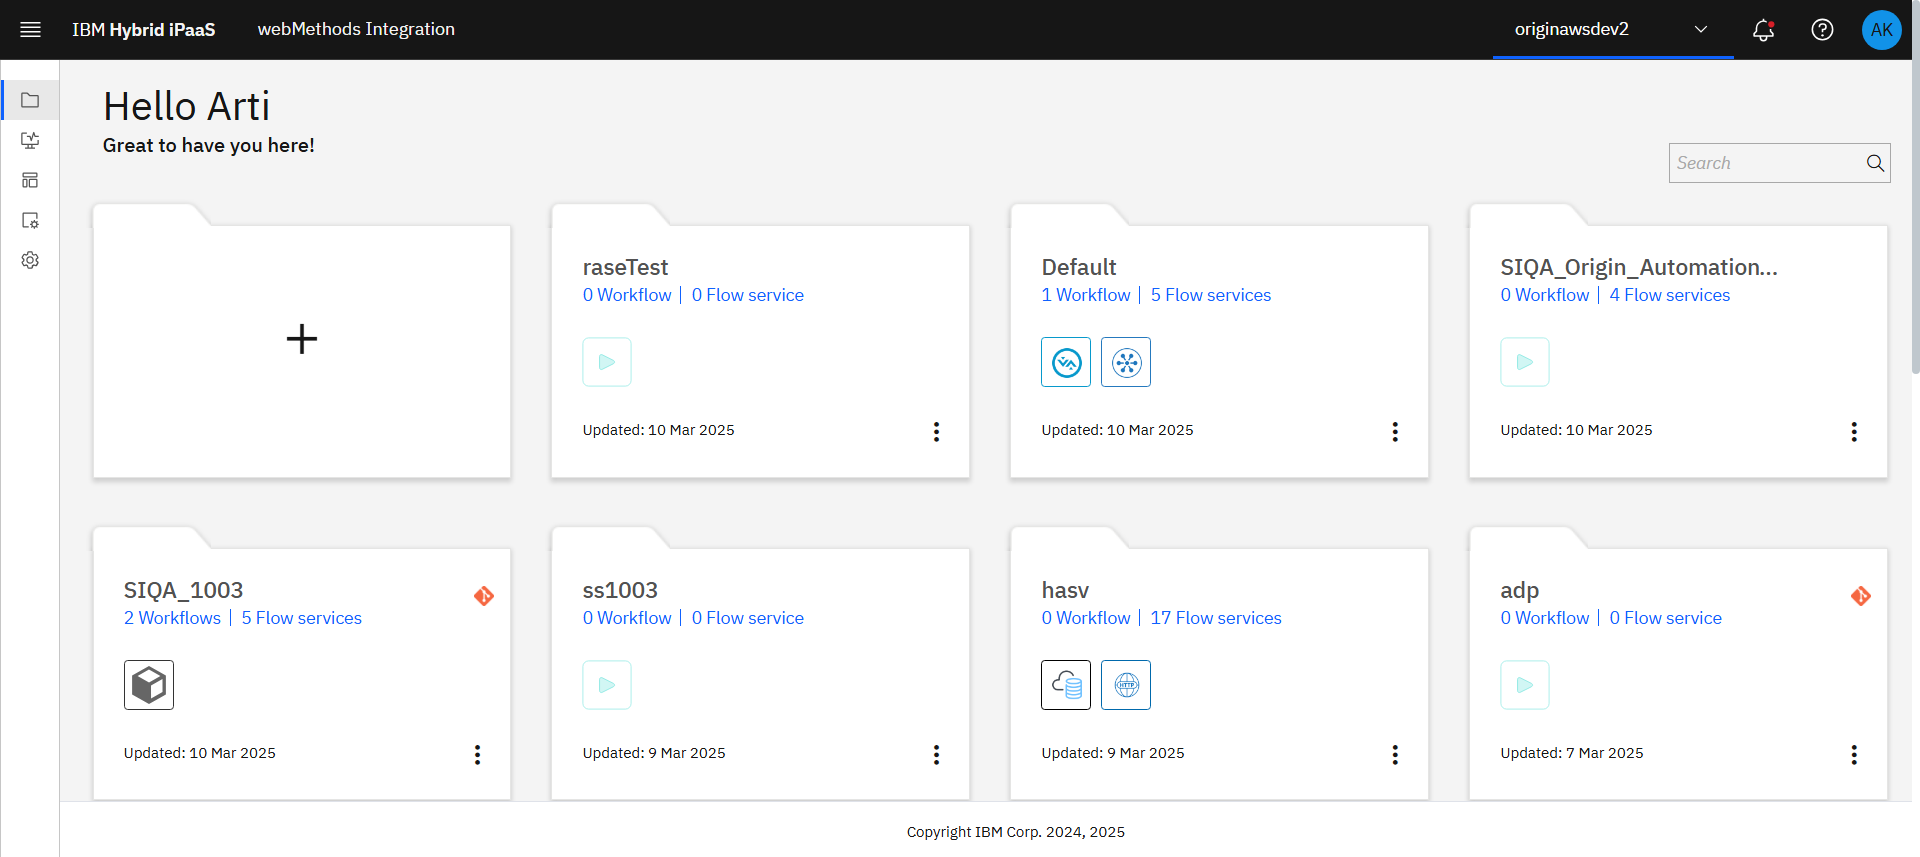 IBM Hybrid iPaaS
webMethods Integration
originawsdev2
AK
Hello Arti
Great to have you here!
Search
raseTest
0 Workflow | 0 Flow service
Updated: 10 Mar 2025
Default
1 Workflow | 5 Flow services
Updated: 10 Mar 2025
SIQA_Origin_Automation...
0 Workflow | 4 Flow services
Updated: 10 Mar 2025
SIQA_1003
2 Workflows | 5 Flow services
Updated: 10 Mar 2025
ss1003
0 Workflow | 0 Flow service
Updated: 9 Mar 2025
hasv
0 Workflow | 17 Flow services
HTTP
Updated: 9 Mar 2025
adp
0 Workflow | 0 Flow service
Updated: 7 Mar 2025
Copyright IBM Corp. 2024, 2025